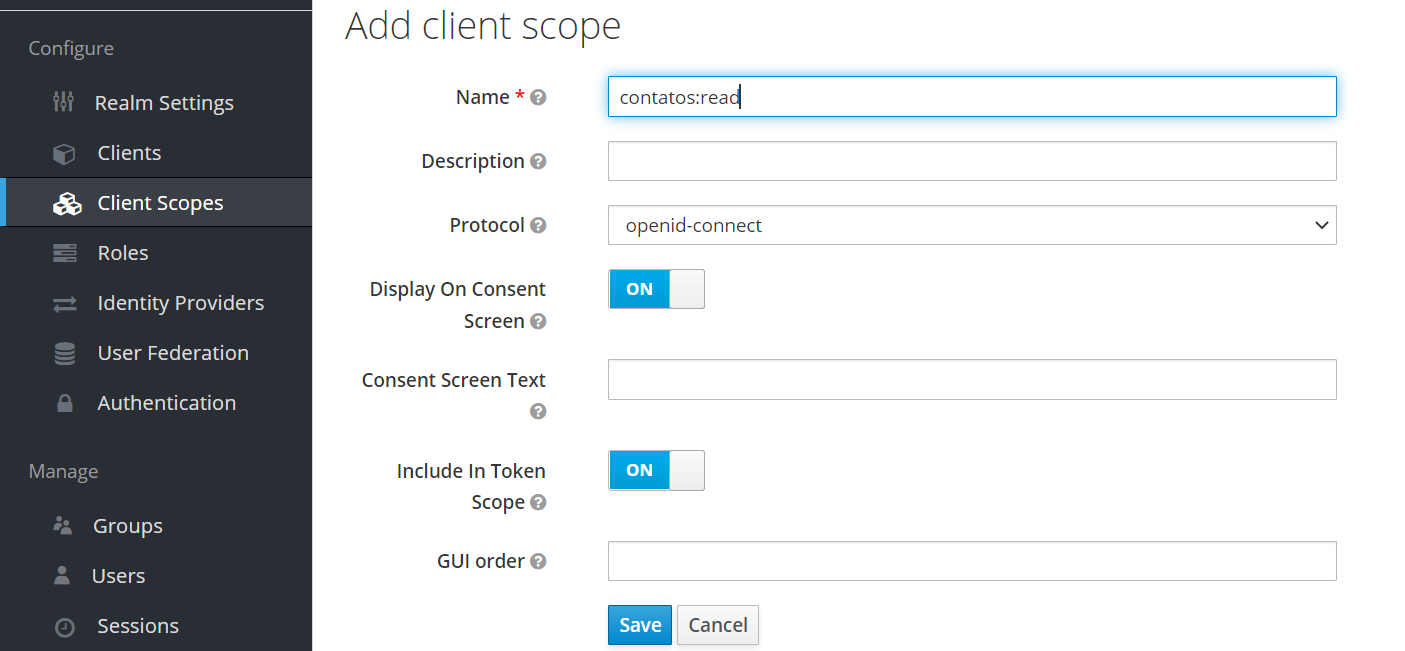 Configure
Realm Settings
Clients
Client Scopes
Roles
Identity Providers
User Federation
Authentication
Manage
Groups
Users
Sessions
Add client scope
Name *
contatos:read
Description
Protocol
openid-connect
Display On Consent
Screen
ON
Consent Screen Text
Include In Token
Scope
ON
GUI order
Save Cancel